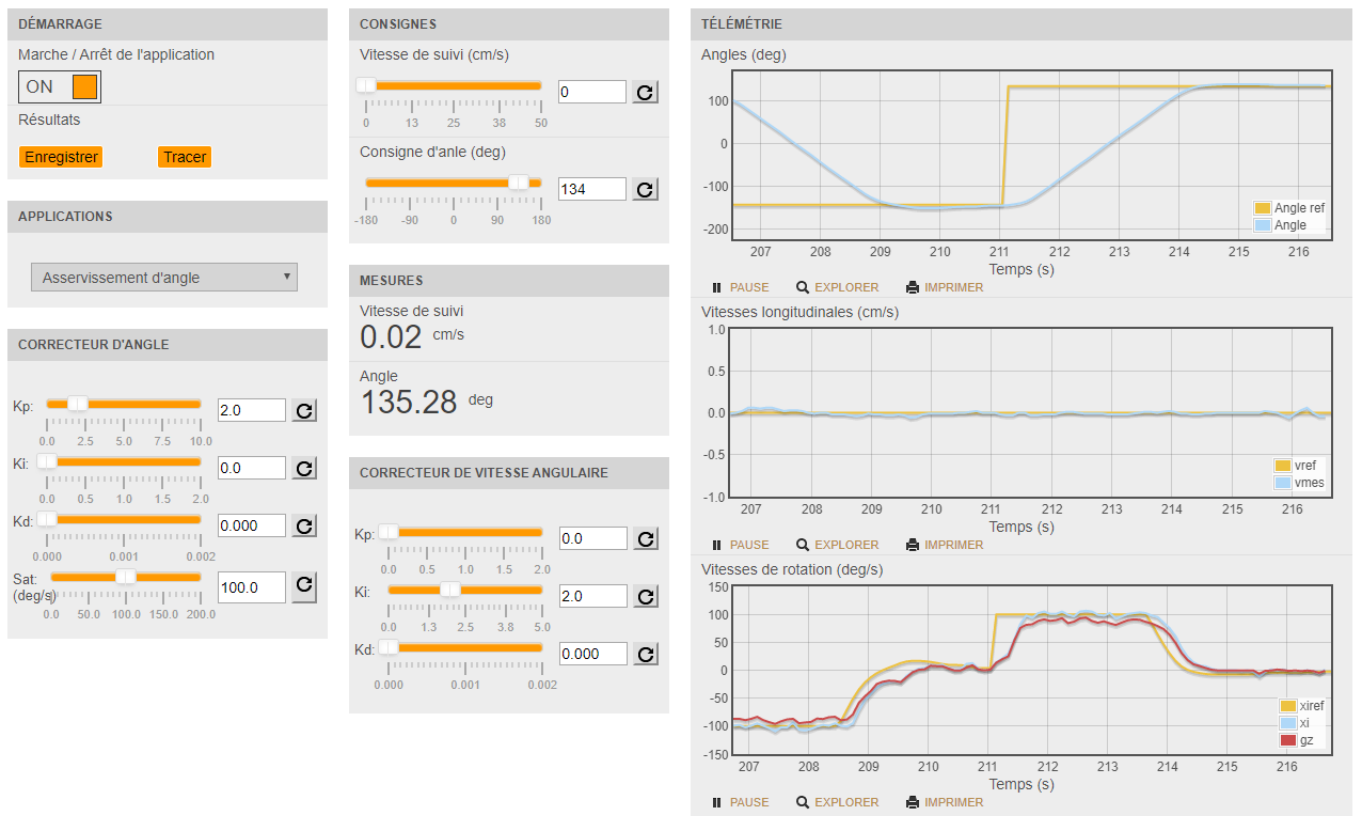 DÉMARRAGE
Marche / Arrêt de l'application
ON
Résultats
Enregistrer Tracer
APPLICATIONS
Asservissement d'angle
CORRECTEUR D'ANGLE
Kp: 2.0
0.0 2.5 5.0 7.5 10.0
Ki: 0.0
0.0 0.5 1.0 1.5 2.0
Kd: 0.000
0.000 0.001 0.002
Sat: 100.0
(deg/s)
0.0 50.0 100.0 150.0 200.0
CONSIGNES
Vitesse de suivi (cm/s)
0
0 13 25 38 50
Consigne d'anle (deg)
134
-180 -90 0 90 180
MESURES
Vitesse de suivi
0.02 cm/s
Angle
135.28 deg
CORRECTEUR DE VITESSE ANGULAIRE
Kp: 0.0
0.0 0.5 1.0 1.5 2.0
Ki: 2.0
0.0 1.3 2.5 3.8 5.0
Kd: 0.000
0.000 0.001 0.002
TÉLÉMÉTRIE
Angles (deg)
100
0
-100
-200
Angle ref
Angle
207 208 209 210 211 212 213 214 215 216
Temps (s)
PAUSE EXPLORER IMPRIMER
Vitesses longitudinales (cm/s)
1.0
0.5
0.0
-0.5
-1.0
vref
vmes
207 208 209 210 211 212 213 214 215 216
Temps (s)
PAUSE EXPLORER IMPRIMER
Vitesses de rotation (deg/s)
150
100
50
0
-50
-100
-150
xiref
xi
gz
207 208 209 210 211 212 213 214 215 216
Temps (s)
PAUSE EXPLORER IMPRIMER